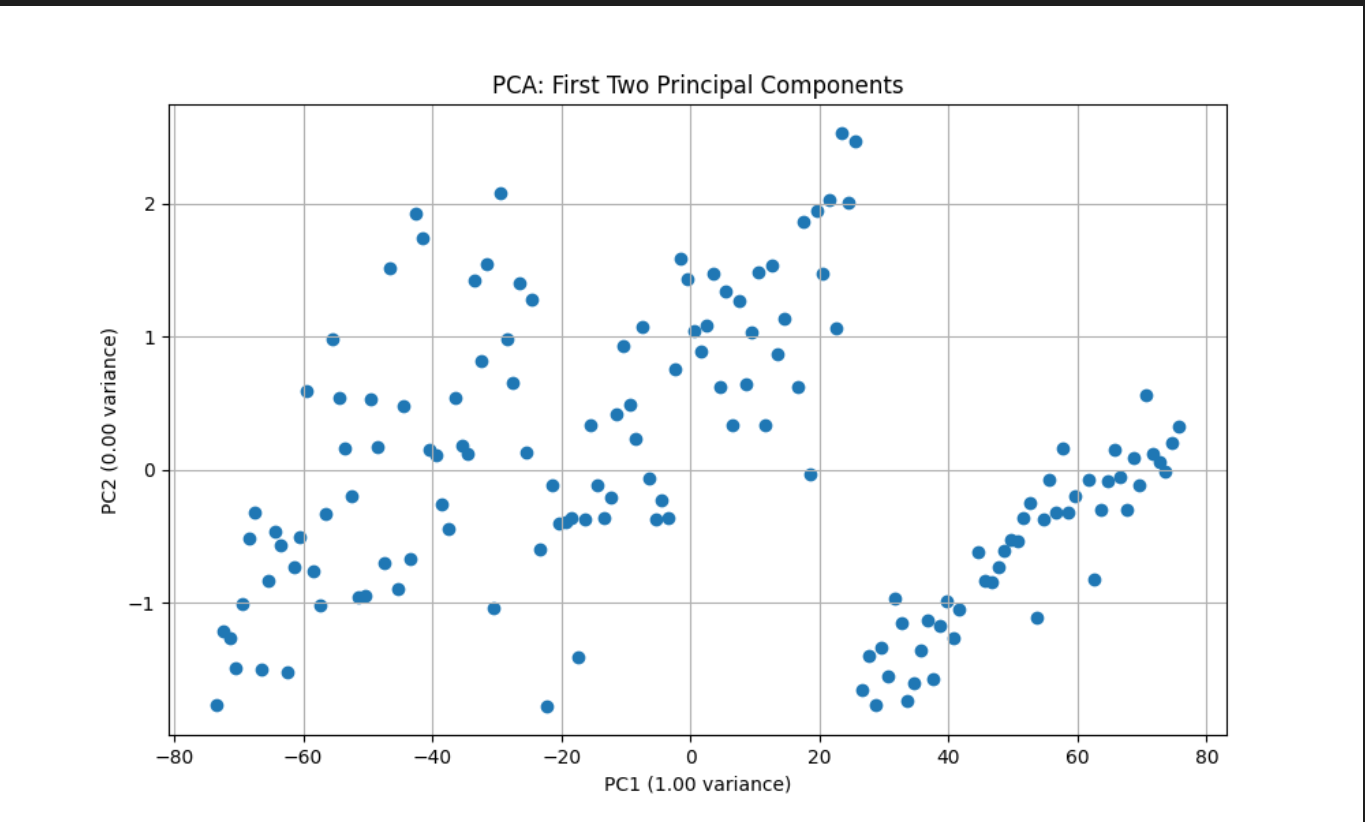 PCA: First Two Principal Components
PC2 (0.00 variance)
2
1
0
−1
−80 −60 −40 −20 0 20 40 60 80
PC1 (1.00 variance)